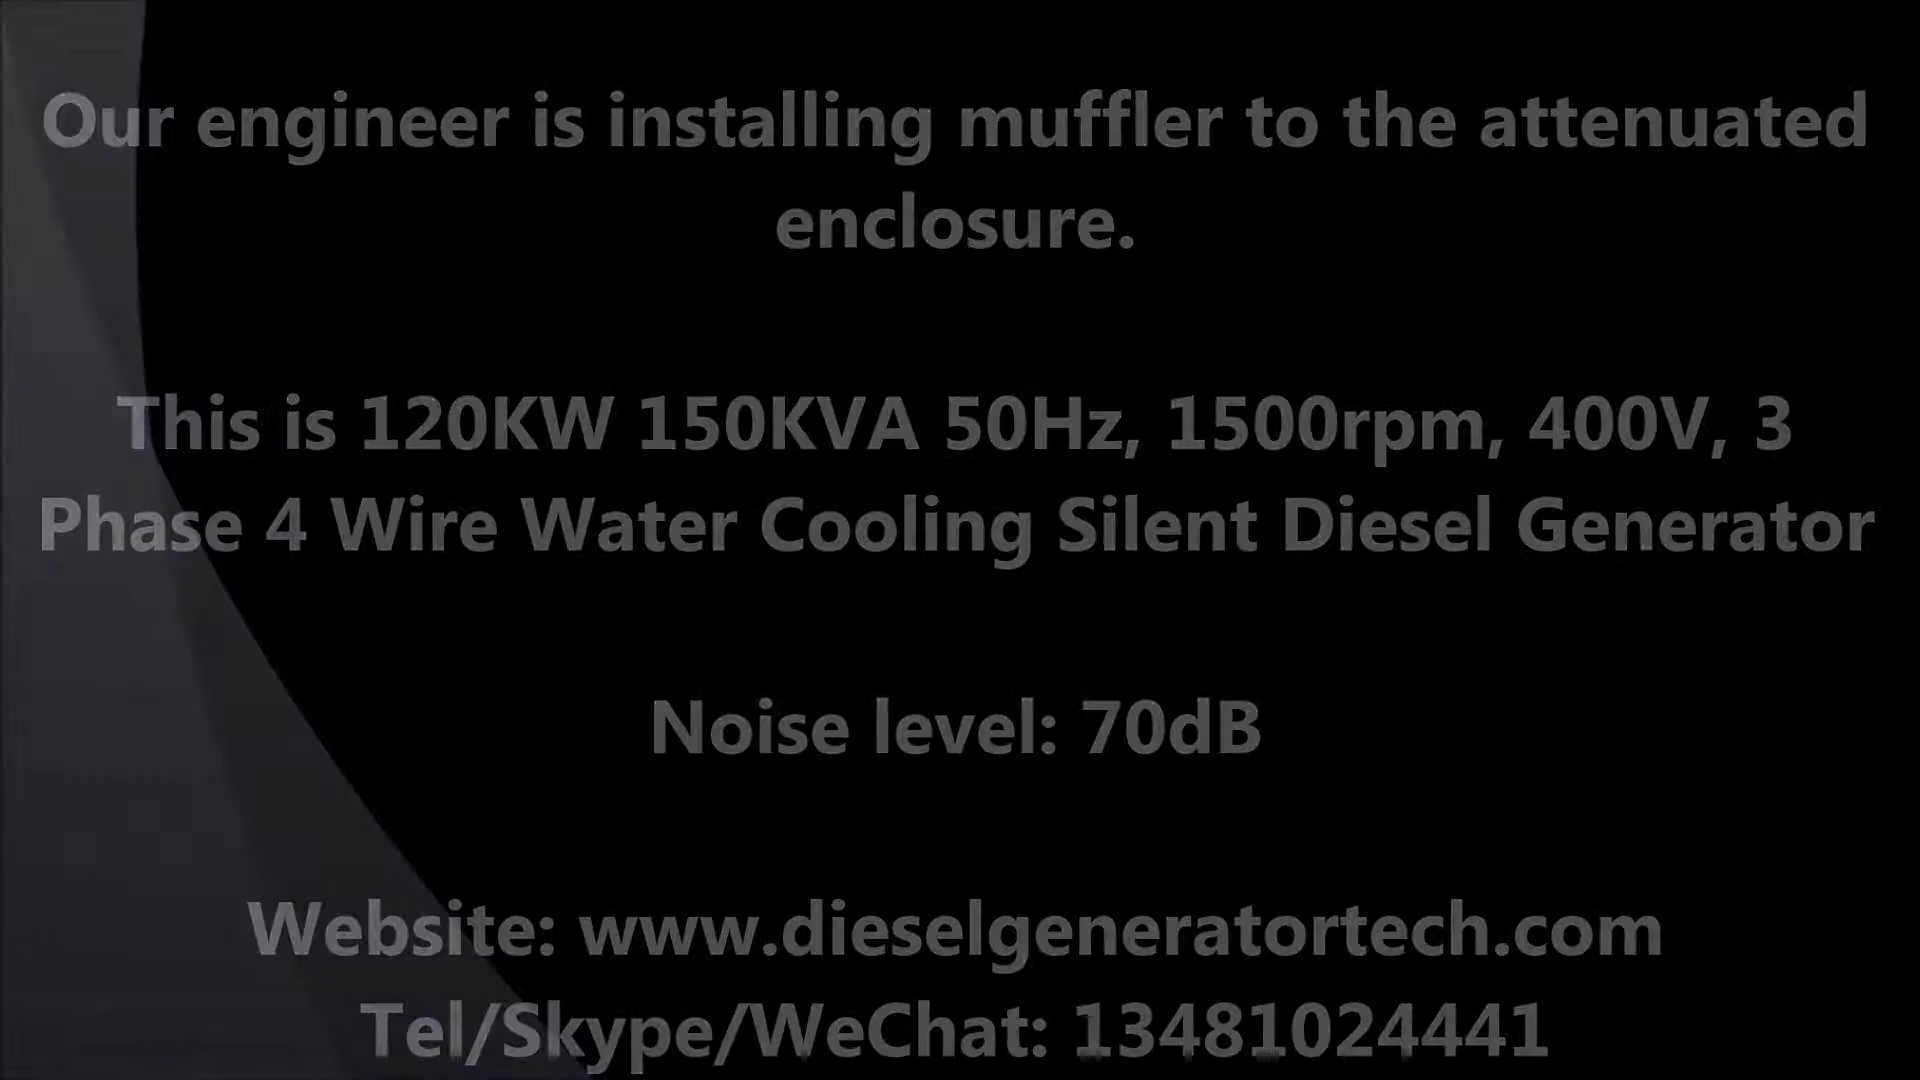 Our engineer is installing muffler to the attenuated
enclosure.
This is 120KW 150KVA 50Hz, 1500rpm, 400V, 3
Phase 4 Wire Water Cooling Silent Diesel Generator
Noise level: 70dB
Website: www.dieselgeneratortech.com
Tel/Skype/WeChat: 13481024441